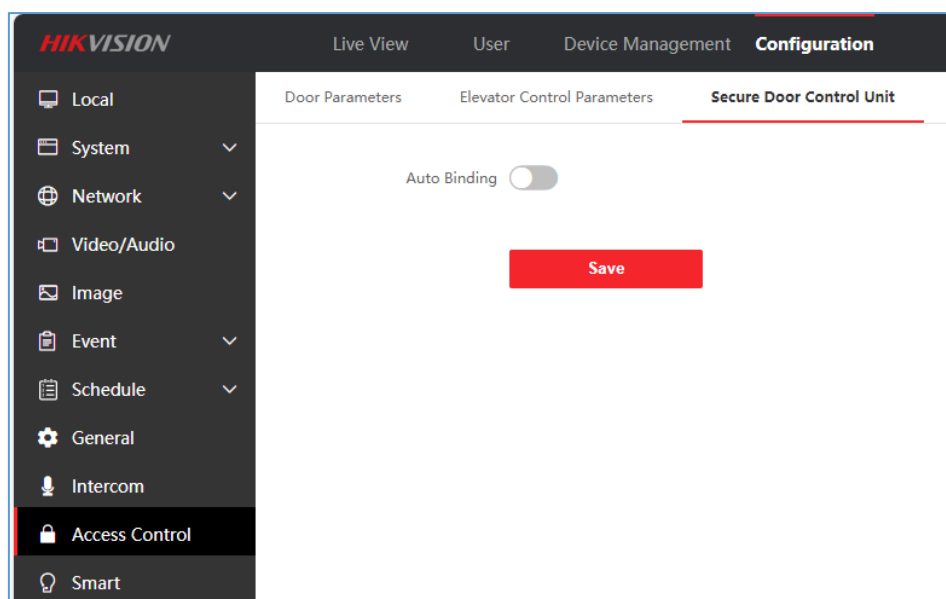 HIKVISION
Live View
User
Device Management
Configuration
Local
System
Network
Video/Audio
Image
Event
Schedule
General
Intercom
Access Control
Smart
Door Parameters
Elevator Control Parameters
Secure Door Control Unit
Auto Binding
Save